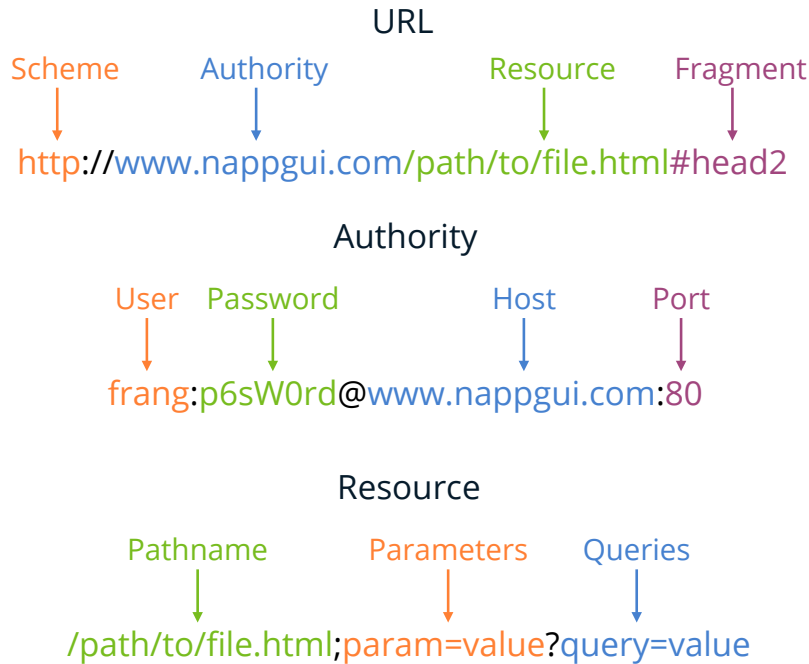 URL
Scheme Authority Resource Fragment
http://www.nappgui.com/path/to/file.html#head2
Authority
User Password Host Port
frang:p6sW0rd@www.nappgui.com:80
Resource
Pathname Parameters Queries
/path/to/file.html;param=value?query=value